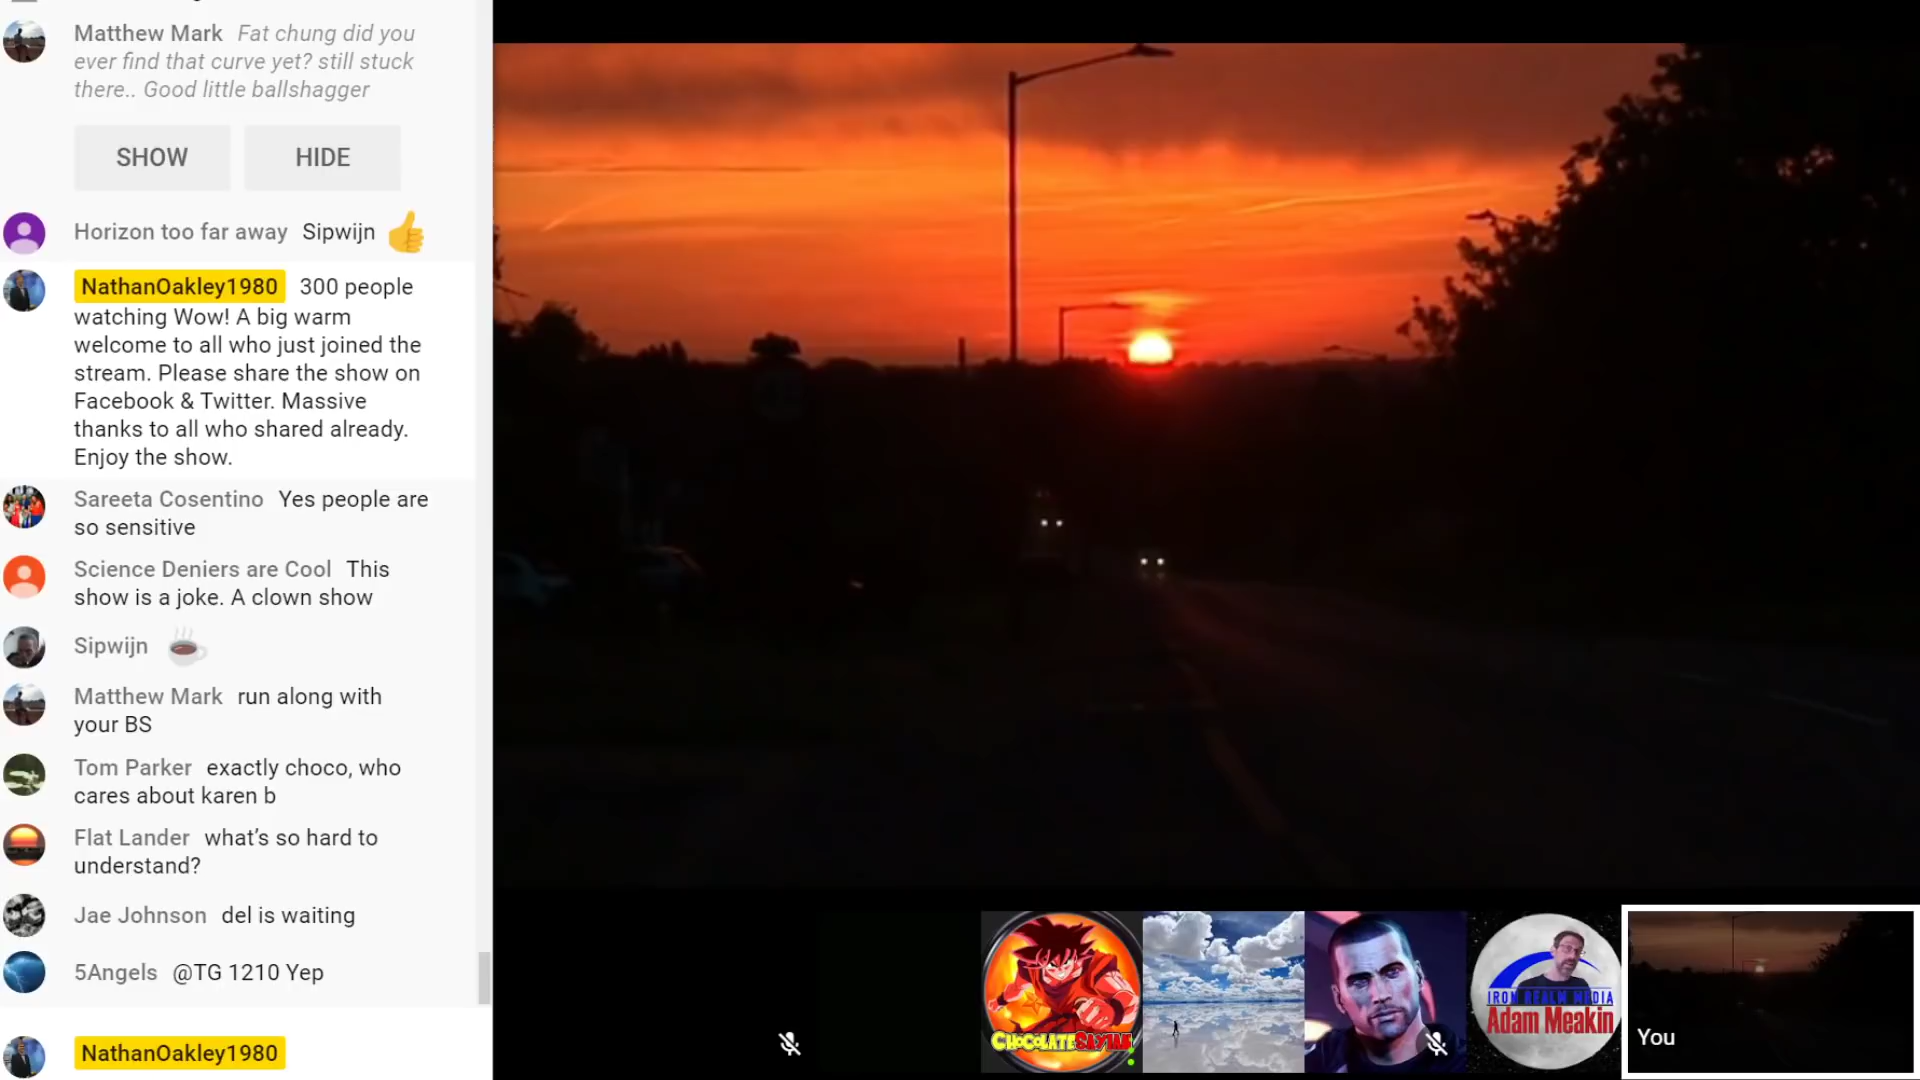 Matthew Mark Fat chung did you
ever find that curve yet? still stuck
there.. Good little ballshagger
SHOW HIDE
Horizon too far away Sipwijn
NathanOakley1980 300 people
watching Wow! A big warm
welcome to all who just joined the
stream. Please share the show on
Facebook & Twitter. Massive
thanks to all who shared already.
Enjoy the show.
Sareeta Cosentino Yes people are
so sensitive
Science Deniers are Cool This
show is a joke. A clown show
Sipwijn
Matthew Mark run along with
your BS
Tom Parker exactly choco, who
cares about karen b
Flat Lander what's so hard to
understand?
Jae Johnson del is waiting
5Angels @TG 1210 Yep
NathanOakley1980
CHOCOLATESAYIAN
IRON REALM MEDIA
Adam Meakin
You